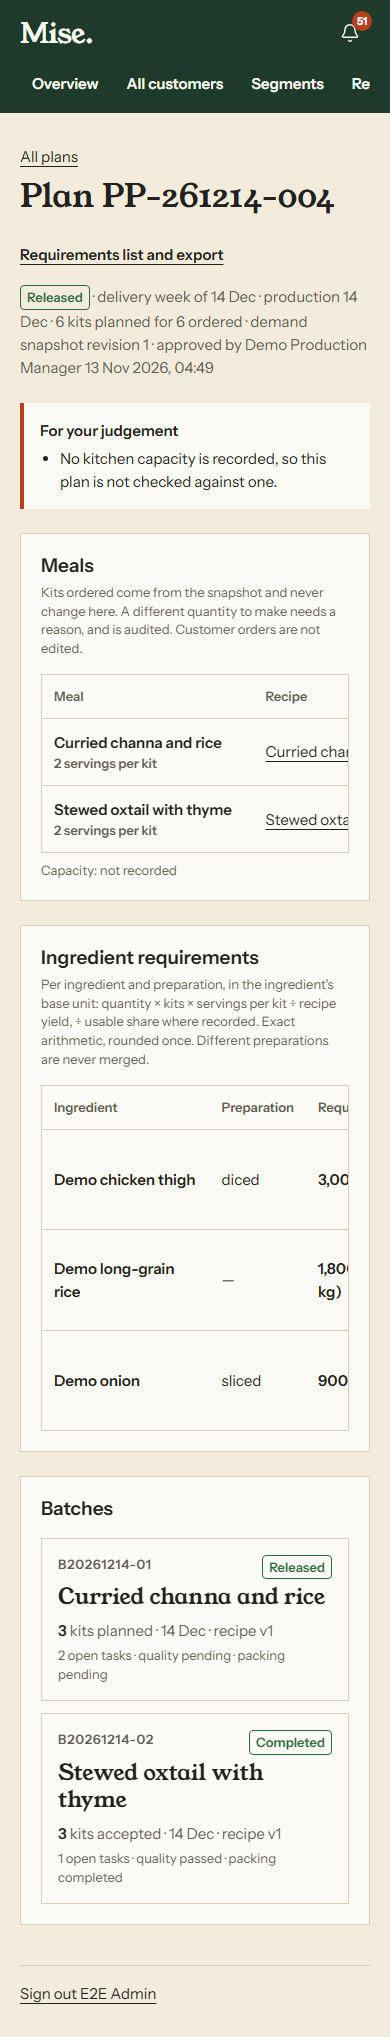 Mise.
51
Overview All customers Segments Re
All plans
Plan PP-261214-004
Requirements list and export
Released · delivery week of 14 Dec · production 14
Dec · 6 kits planned for 6 ordered · demand
snapshot revision 1 · approved by Demo Production
Manager 13 Nov 2026, 04:49
For your judgement
• No kitchen capacity is recorded, so this
plan is not checked against one.
Meals
Kits ordered come from the snapshot and never
change here. A different quantity to make needs a
reason, and is audited. Customer orders are not
edited.
Meal Recipe
Curried channa and rice Curried char
2 servings per kit
Stewed oxtail with thyme Stewed oxta
2 servings per kit
Capacity: not recorded
Ingredient requirements
Per ingredient and preparation, in the ingredient's
base unit: quantity × kits × servings per kit ÷ recipe
yield, ÷ usable share where recorded. Exact
arithmetic, rounded once. Different preparations
are never merged.
Ingredient Preparation Requ
Demo chicken thigh diced 3,00
Demo long-grain
rice — 1,800
kg)
Demo onion sliced 900
Batches
B20261214-01 Released
Curried channa and rice
3 kits planned · 14 Dec · recipe v1
2 open tasks · quality pending · packing
pending
B20261214-02 Completed
Stewed oxtail with
thyme
3 kits accepted · 14 Dec · recipe v1
1 open tasks · quality passed · packing
completed
Sign out E2E Admin